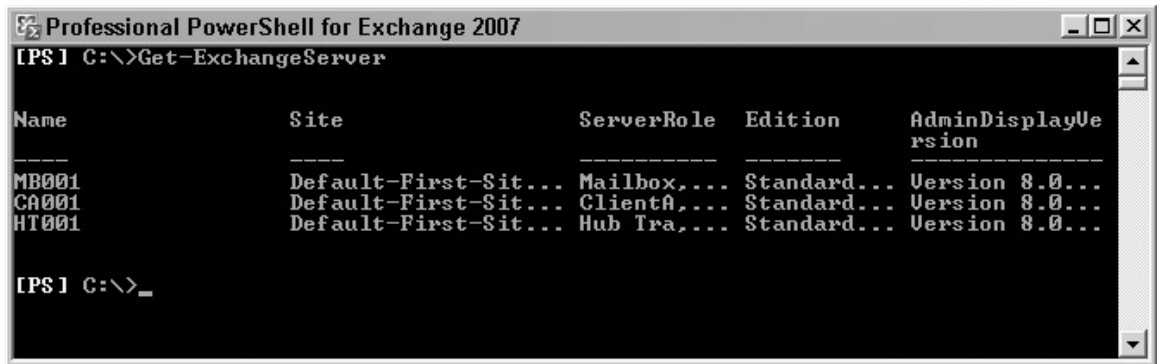 Professional PowerShell for Exchange 2007
[PS] C:\>Get-ExchangeServer
Name Site ServerRole Edition AdminDisplayVe
rsion
---- ---- ---------- ------- --------------
MB001 Default-First-Sit... Mailbox,... Standard... Version 8.0...
CA001 Default-First-Sit... ClientA,... Standard... Version 8.0...
HT001 Default-First-Sit... Hub Tra,... Standard... Version 8.0...
[PS] C:\>_